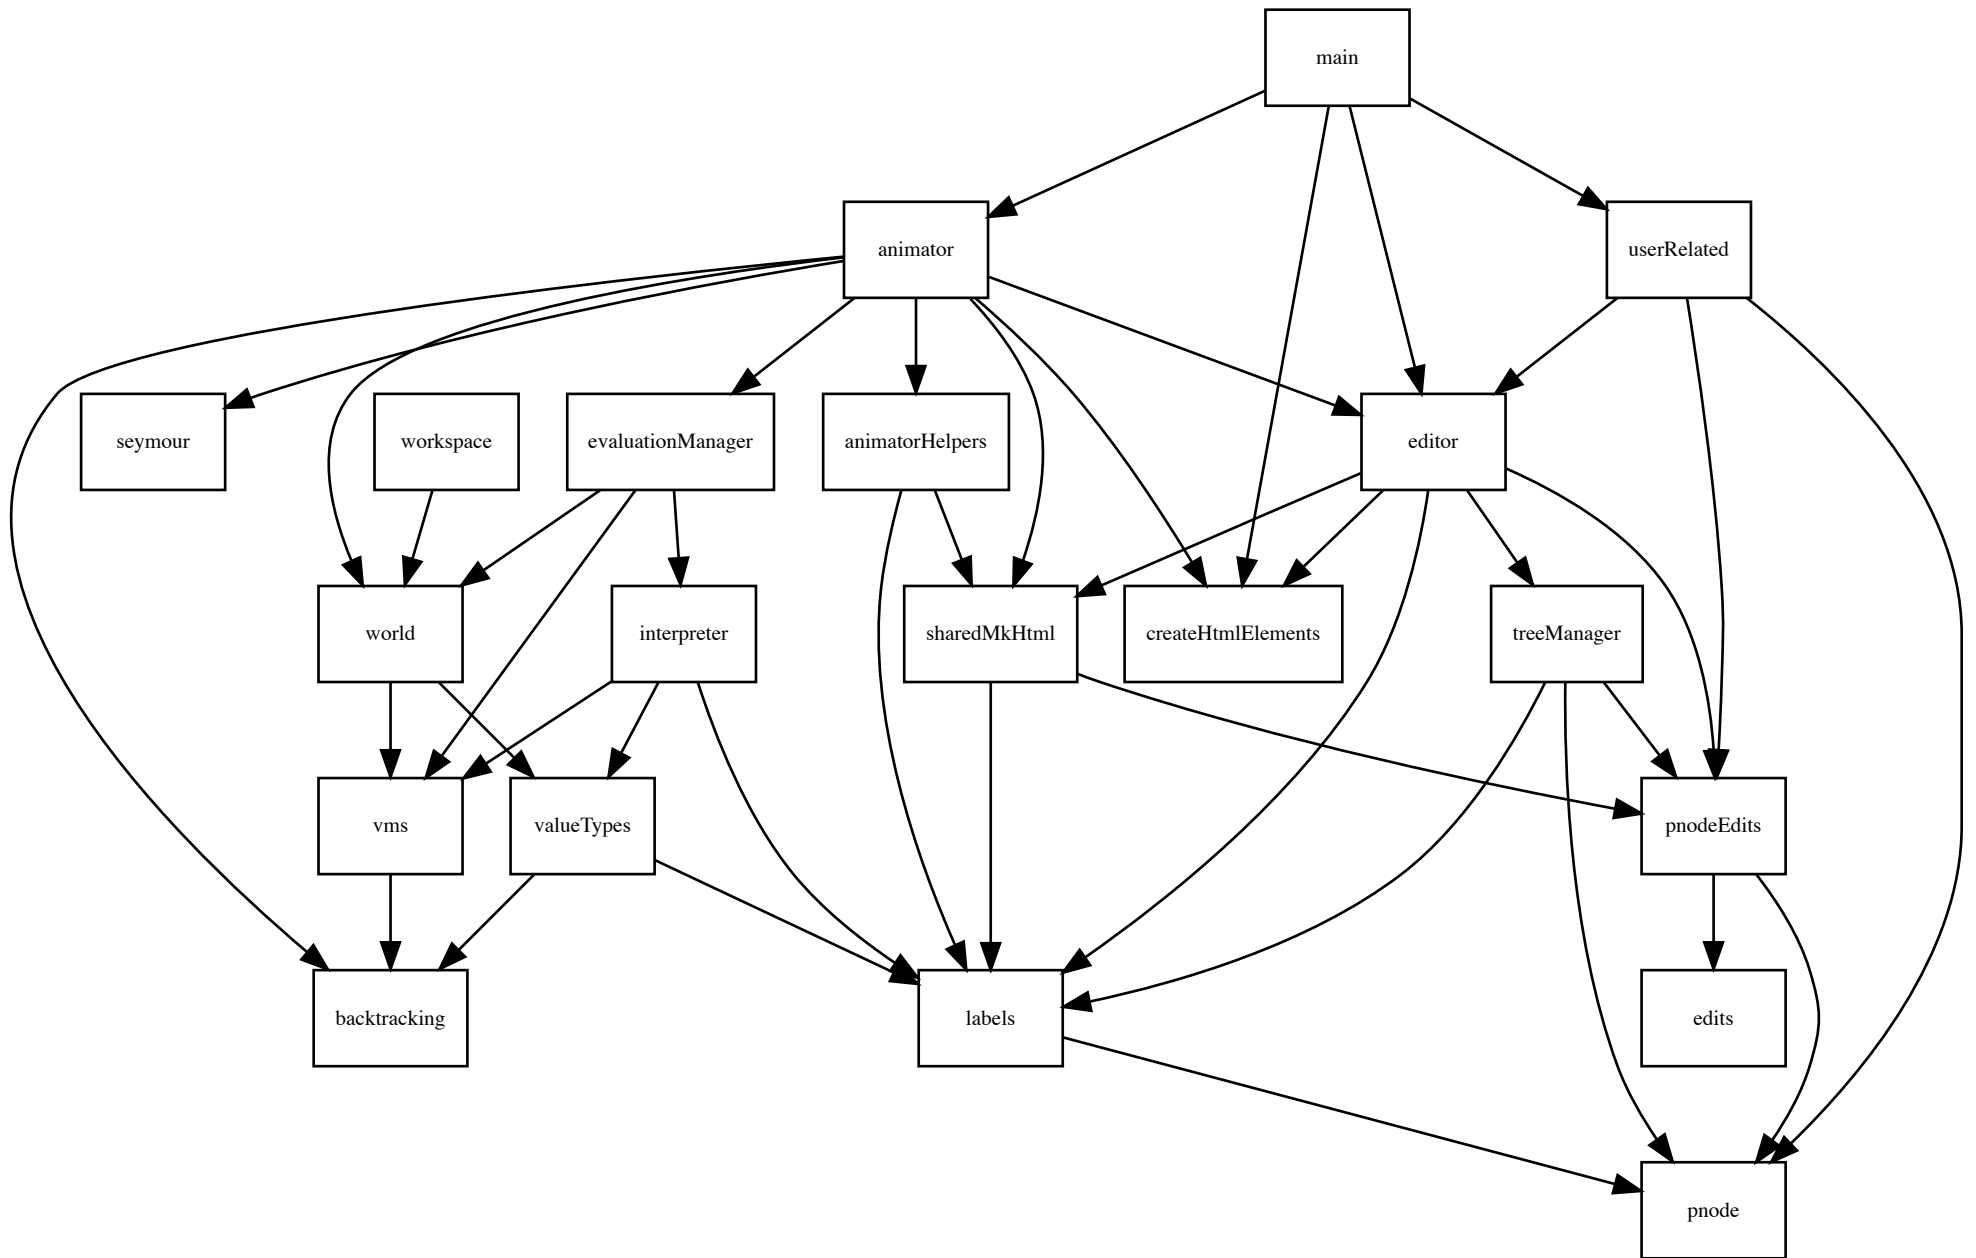 main
animator
userRelated
seymour
workspace
evaluationManager
animatorHelpers
editor
world
interpreter
sharedMkHtml
createHtmlElements
treeManager
vms
valueTypes
pnodeEdits
backtracking
labels
edits
pnode